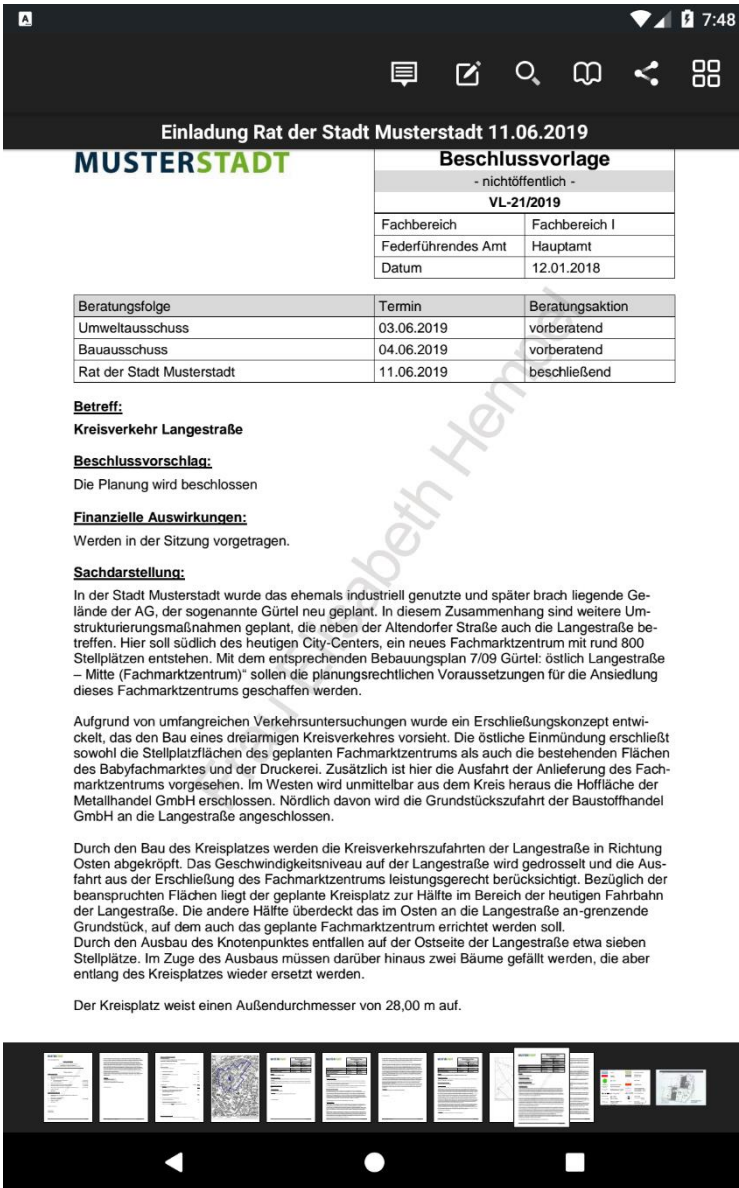 A
7:48
Einladung Rat der Stadt Musterstadt 11.06.2019
MUSTERSTADT
Beschlussvorlage
- nichtöffentlich -
VL-21/2019
Fachbereich Fachbereich I
Federführendes Amt Hauptamt
Datum 12.01.2018
Beratungsfolge Termin Beratungsaktion
Umweltausschuss 03.06.2019 vorberatend
Bauausschuss 04.06.2019 vorberatend
Rat der Stadt Musterstadt 11.06.2019 beschließend
Betreff:
Kreisverkehr Langestraße
Beschlussvorschlag:
Die Planung wird beschlossen
Finanzielle Auswirkungen:
Werden in der Sitzung vorgetragen.
Sachdarstellung:
In der Stadt Musterstadt wurde das ehemals industriell genutzte und später brach liegende Ge-
lände der AG, der sogenannte Gürtel neu geplant. In diesem Zusammenhang sind weitere Um-
strukturierungsmaßnahmen geplant, die neben der Altendorfer Straße auch die Langestraße be-
treffen. Hier soll südlich des heutigen City-Centers, ein neues Fachmarktzentrum mit rund 800
Stellplätzen entstehen. Mit dem entsprechenden Bebauungsplan 7/09 Gürtel: östlich Langestraße
– Mitte (Fachmarktzentrum)“ sollen die planungsrechtlichen Voraussetzungen für die Ansiedlung
dieses Fachmarktzentrums geschaffen werden.
Aufgrund von umfangreichen Verkehrsuntersuchungen wurde ein Erschließungskonzept entwi-
ckelt, das den Bau eines dreiarmigen Kreisverkehres vorsieht. Die östliche Einmündung erschließt
sowohl die Stellplatzflächen des geplanten Fachmarktzentrums als auch die bestehenden Flächen
des Babyfachmarktes und der Druckerei. Zusätzlich ist hier die Ausfahrt der Anlieferung des Fach-
marktzentrums vorgesehen. Im Westen wird unmittelbar aus dem Kreis heraus die Hoffläche der
Metallhandel GmbH erschlossen. Nördlich davon wird die Grundstückszufahrt der Baustoffhandel
GmbH an die Langestraße angeschlossen.
Durch den Bau des Kreisplatzes werden die Kreisverkehrszufahrten der Langestraße in Richtung
Osten abgekröpft. Das Geschwindigkeitsniveau auf der Langestraße wird gedrosselt und die Aus-
fahrt aus der Erschließung des Fachmarktzentrums leistungsgerecht berücksichtigt. Bezüglich der
beanspruchten Flächen liegt der geplante Kreisplatz zur Hälfte im Bereich der heutigen Fahrbahn
der Langestraße. Die andere Hälfte überdeckt das im Osten an die Langestraße an-grenzende
Grundstück, auf dem auch das geplante Fachmarktzentrum errichtet werden soll.
Durch den Ausbau des Knotenpunktes entfallen auf der Ostseite der Langestraße etwa sieben
Stellplätze. Im Zuge des Ausbaus müssen darüber hinaus zwei Bäume gefällt werden, die aber
entlang des Kreisplatzes wieder ersetzt werden.
Der Kreisplatz weist einen Außendurchmesser von 28,00 m auf.
Frau Elisabeth Hempel